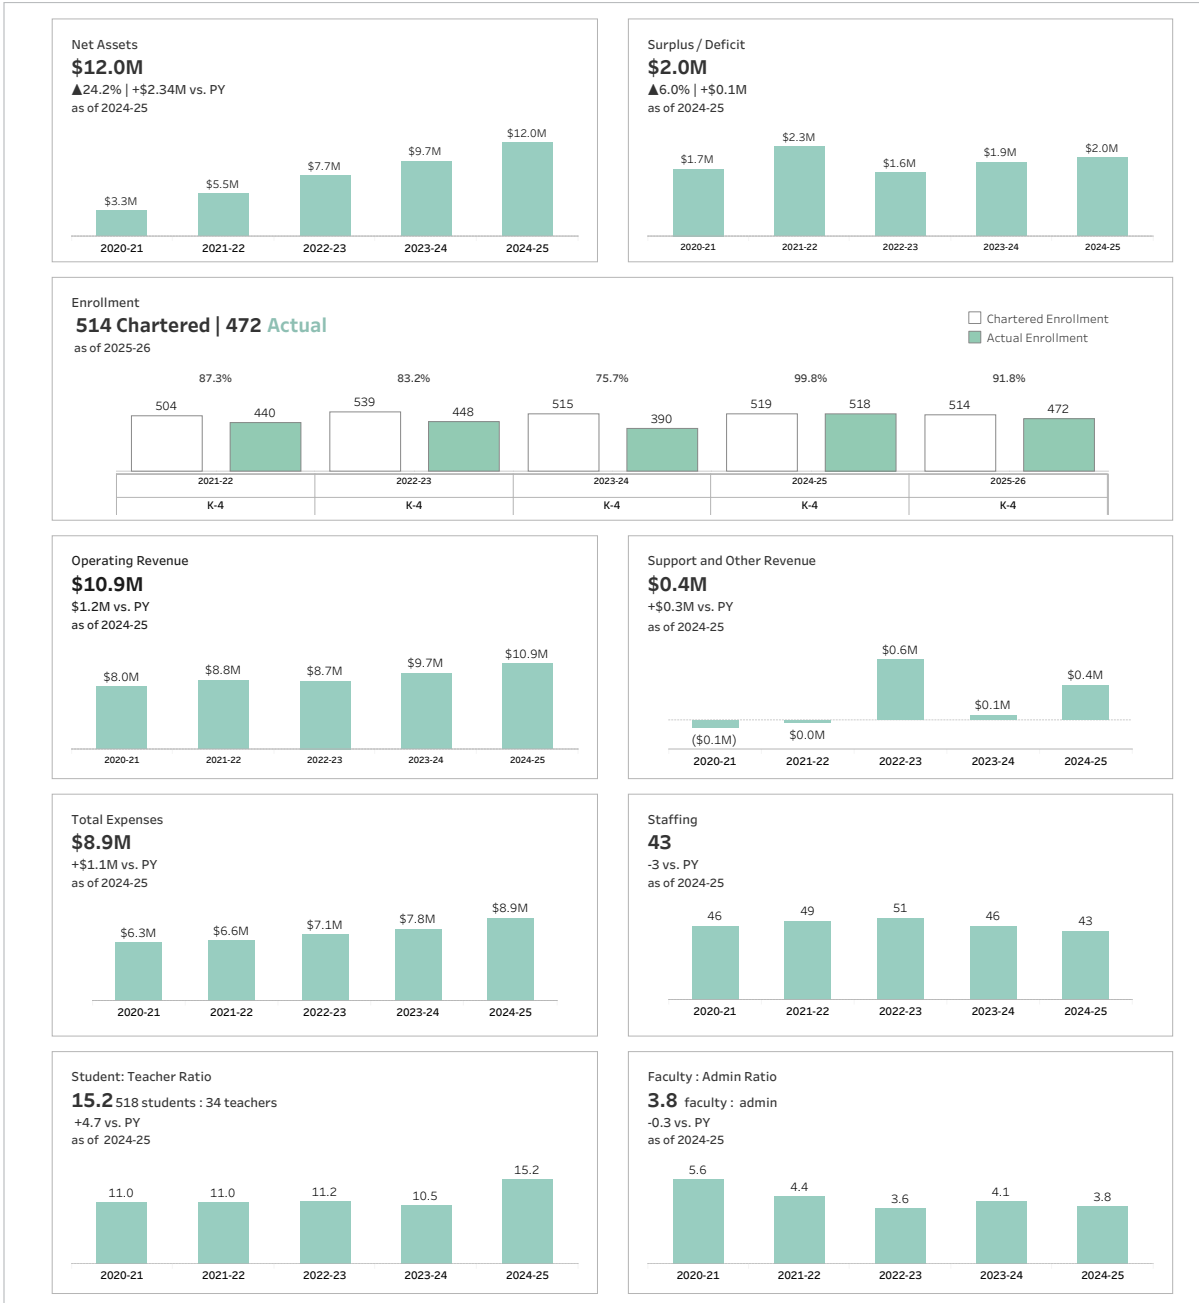 Net Assets
$12.0M
▲24.2% | +$2.34M vs. PY
as of 2024-25
$3.3M $5.5M $7.7M $9.7M $12.0M
2020-21 2021-22 2022-23 2023-24 2024-25
Surplus / Deficit
$2.0M
▲6.0% | +$0.1M
as of 2024-25
$1.7M $2.3M $1.6M $1.9M $2.0M
2020-21 2021-22 2022-23 2023-24 2024-25
Enrollment
514 Chartered | 472 Actual
as of 2025-26
Chartered Enrollment
Actual Enrollment
87.3% 83.2% 75.7% 99.8% 91.8%
504 440 539 448 515 390 519 518 514 472
2021-22 2022-23 2023-24 2024-25 2025-26
K-4 K-4 K-4 K-4 K-4
Operating Revenue
$10.9M
$1.2M vs. PY
as of 2024-25
$8.0M $8.8M $8.7M $9.7M $10.9M
2020-21 2021-22 2022-23 2023-24 2024-25
Support and Other Revenue
$0.4M
+$0.3M vs. PY
as of 2024-25
($0.1M) $0.0M $0.6M $0.1M $0.4M
2020-21 2021-22 2022-23 2023-24 2024-25
Total Expenses
$8.9M
+$1.1M vs. PY
as of 2024-25
$6.3M $6.6M $7.1M $7.8M $8.9M
2020-21 2021-22 2022-23 2023-24 2024-25
Staffing
43
-3 vs. PY
as of 2024-25
46 49 51 46 43
2020-21 2021-22 2022-23 2023-24 2024-25
Student: Teacher Ratio
15.2 518 students : 34 teachers
+4.7 vs. PY
as of 2024-25
11.0 11.0 11.2 10.5 15.2
2020-21 2021-22 2022-23 2023-24 2024-25
Faculty : Admin Ratio
3.8 faculty : admin
-0.3 vs. PY
as of 2024-25
5.6 4.4 3.6 4.1 3.8
2020-21 2021-22 2022-23 2023-24 2024-25